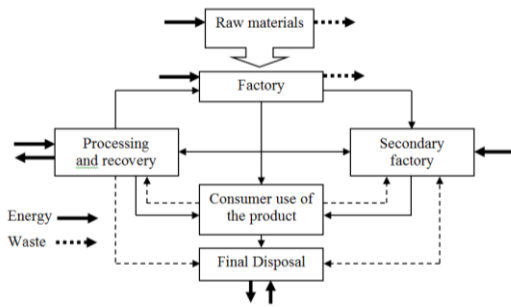 Raw materials
Factory
Processing
and recovery
Secondary
factory
Consumer use of
the product
Energy
Waste
Final Disposal